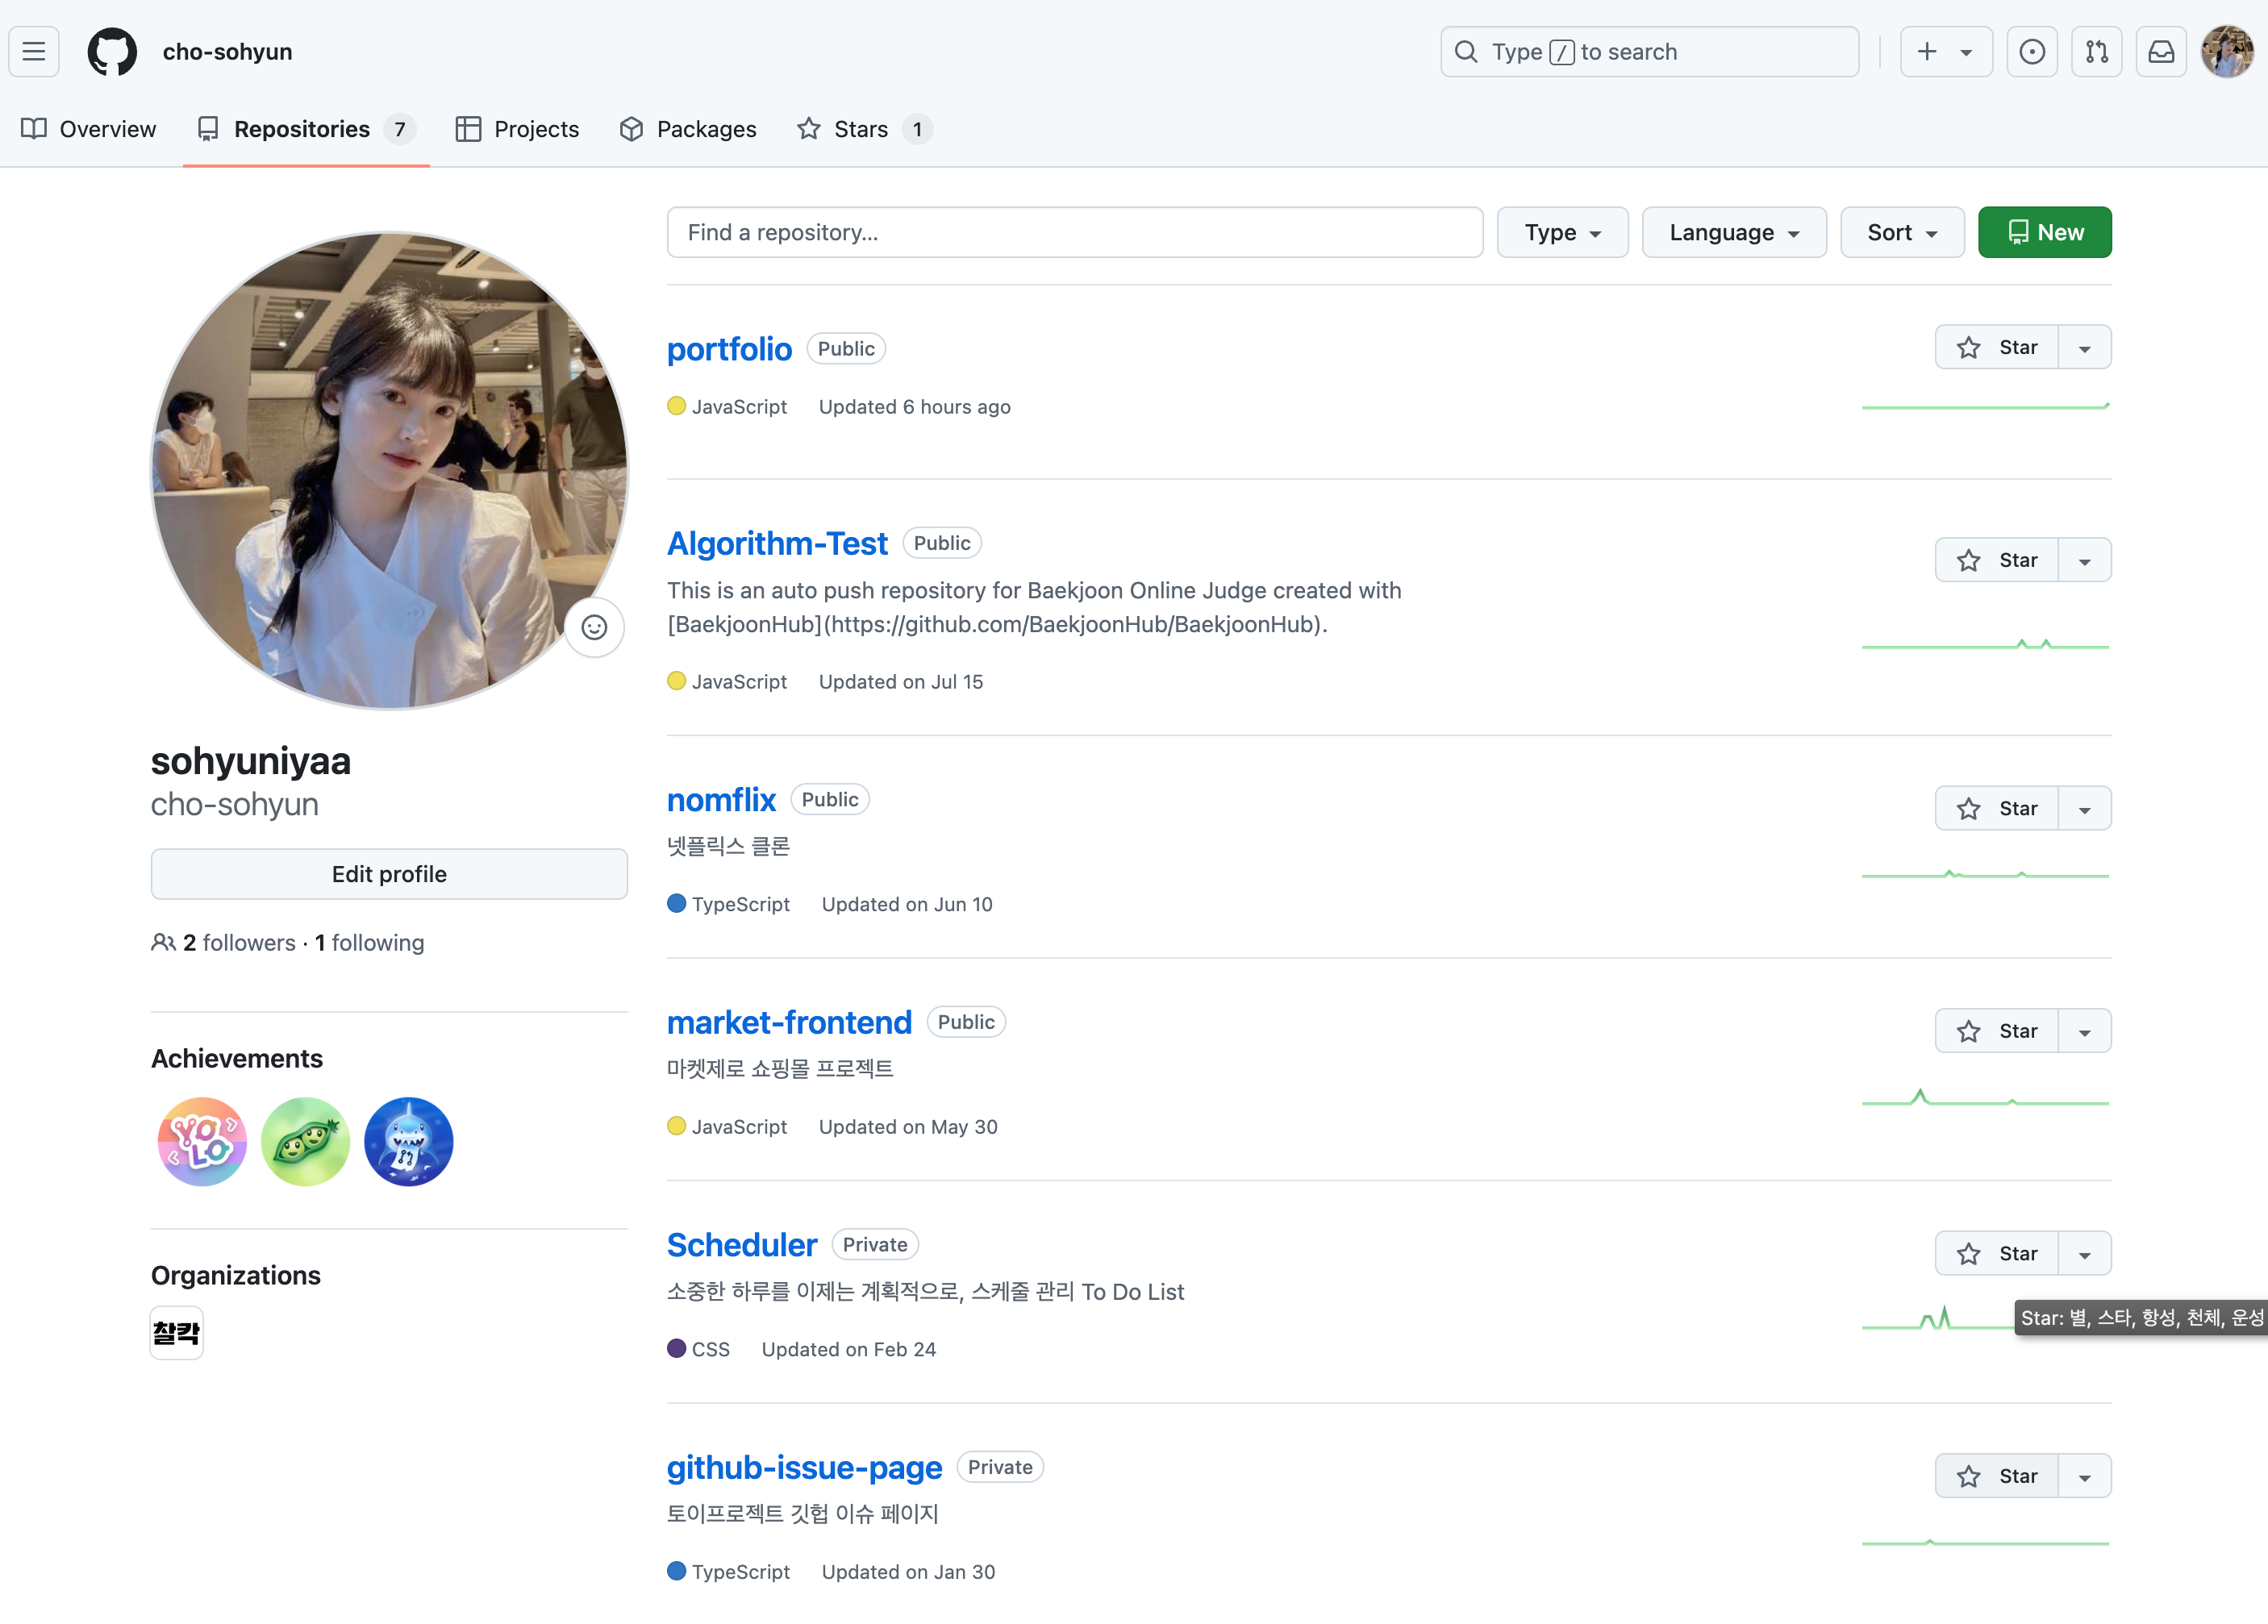 cho-sohyun
Type / to search
Overview
Repositories 7
Projects
Packages
Stars 1
Find a repository...
Type
Language
Sort
New
portfolio Public
Star
JavaScript Updated 6 hours ago
Algorithm-Test Public
Star
This is an auto push repository for Baekjoon Online Judge created with
[BaekjoonHub](https://github.com/BaekjoonHub/BaekjoonHub).
JavaScript Updated on Jul 15
nomflix Public
Star
넷플릭스 클론
TypeScript Updated on Jun 10
market-frontend Public
Star
마켓제로 쇼핑몰 프로젝트
JavaScript Updated on May 30
Scheduler Private
Star
소중한 하루를 이제는 계획적으로, 스케줄 관리 To Do List
Star: 별, 스타, 항성, 천체, 운성
CSS Updated on Feb 24
github-issue-page Private
Star
토이프로젝트 깃헙 이슈 페이지
TypeScript Updated on Jan 30
sohyuniyaa
cho-sohyun
Edit profile
2 followers · 1 following
Achievements
YOLO
Organizations
찰칵